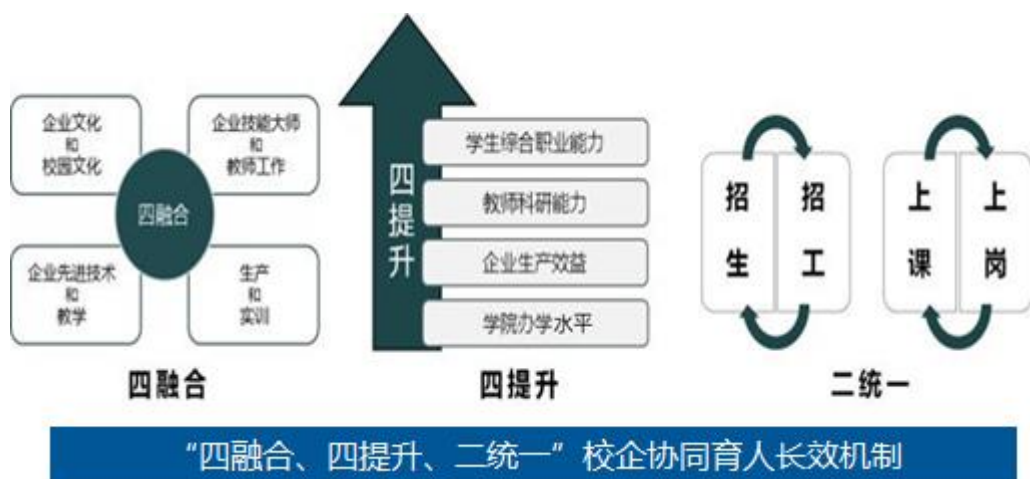 企业文化
和
校园文化
企业技能大师
和
教师工作
四融合
企业先进技术
和
教学
生产
和
实训
四融合
四提升
学生综合职业能力
教师科研能力
企业生产效益
学院办学水平
四提升
招生
招工
上课
上岗
二统一
“四融合、四提升、二统一”校企协同育人长效机制